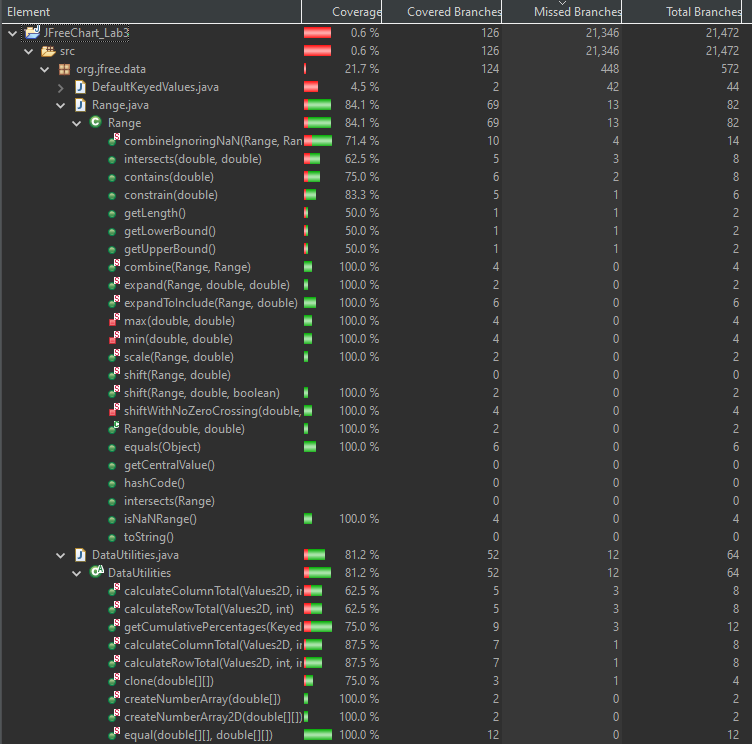 Element Coverage Covered Branches Missed Branches Total Branches
JFreeChart_Lab3 0.6 % 126 21,346 21,472
src 0.6 % 126 21,346 21,472
org.jfree.data 21.7 % 124 448 572
DefaultKeyedValues.java 4.5 % 2 42 44
Range.java 84.1 % 69 13 82
Range 84.1 % 69 13 82
combineIgnoringNaN(Range, Ran 71.4 % 10 4 14
intersects(double, double) 62.5 % 5 3 8
contains(double) 75.0 % 6 2 8
constrain(double) 83.3 % 5 1 6
getLength() 50.0 % 1 1 2
getLowerBound() 50.0 % 1 1 2
getUpperBound() 50.0 % 1 1 2
combine(Range, Range) 100.0 % 4 0 4
expand(Range, double, double) 100.0 % 2 0 2
expandToInclude(Range, double) 100.0 % 6 0 6
max(double, double) 100.0 % 4 0 4
min(double, double) 100.0 % 4 0 4
scale(Range, double) 100.0 % 2 0 2
shift(Range, double) 0 0 0
shift(Range, double, boolean) 100.0 % 2 0 2
shiftWithNoZeroCrossing(double, 100.0 % 4 0 4
Range(double, double) 100.0 % 2 0 2
equals(Object) 100.0 % 6 0 6
getCentralValue() 0 0 0
hashCode() 0 0 0
intersects(Range) 0 0 0
isNaNRange() 100.0 % 4 0 4
toString() 0 0 0
DataUtilities.java 81.2 % 52 12 64
DataUtilities 81.2 % 52 12 64
calculateColumnTotal(Values2D, in 62.5 % 5 3 8
calculateRowTotal(Values2D, int) 62.5 % 5 3 8
getCumulativePercentages(Keyed 75.0 % 9 3 12
calculateColumnTotal(Values2D, in 87.5 % 7 1 8
calculateRowTotal(Values2D, int, i 87.5 % 7 1 8
clone(double[][]) 75.0 % 3 1 4
createNumberArray(double[]) 100.0 % 2 0 2
createNumberArray2D(double[][]) 100.0 % 2 0 2
equal(double[][], double[][]) 100.0 % 12 0 12